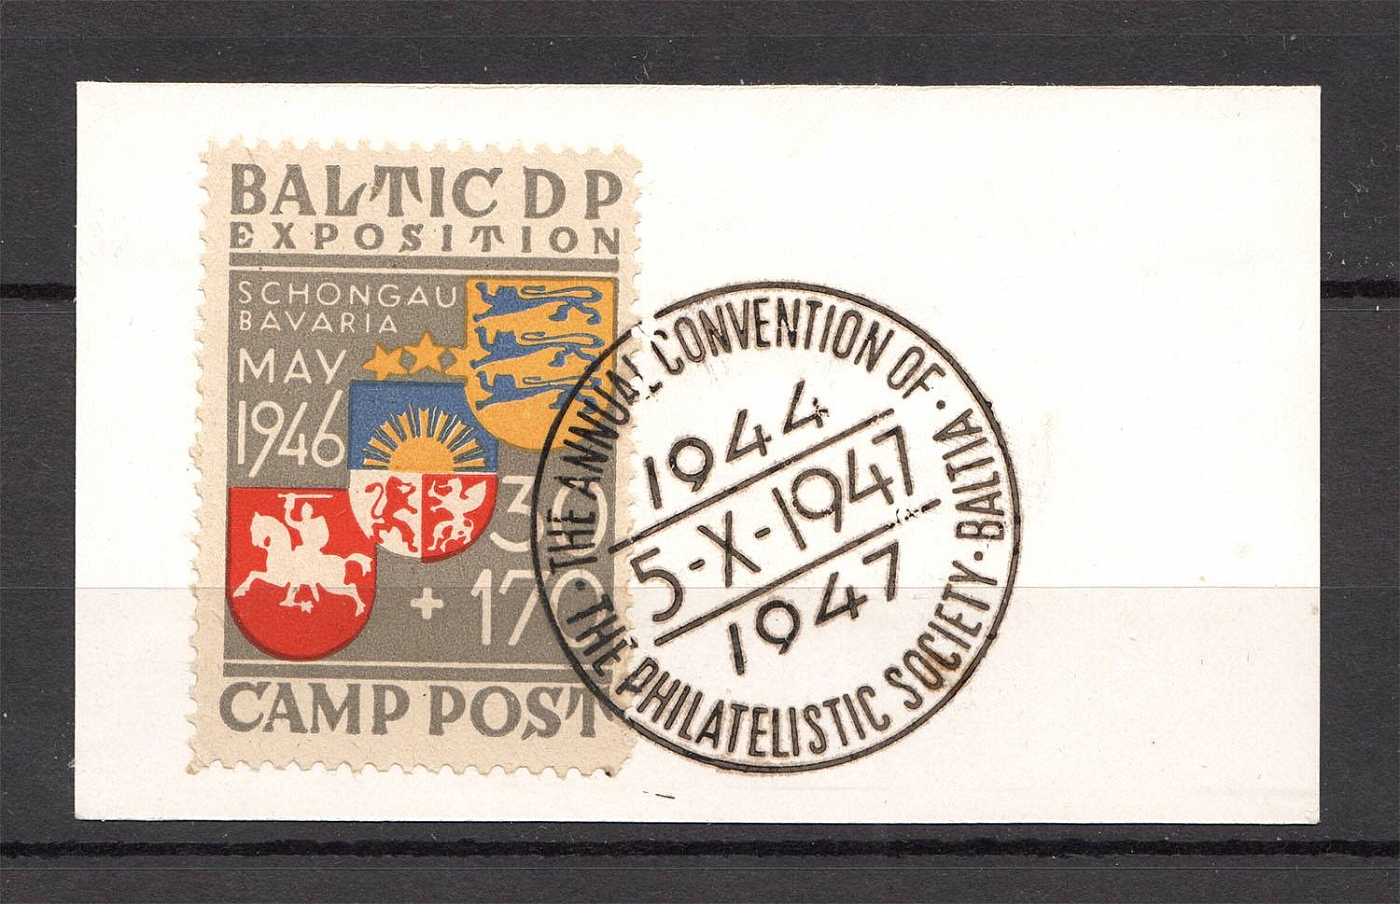 BALTIC DP
EXPOSITION
SCHONGAU
BAVARIA
MAY
1946
30
+ 170
CAMP POST
· THE ANNUAL CONVENTION OF ·
1944
5-X-1947
1947
THE PHILATELISTIC SOCIETY · BALTIA ·